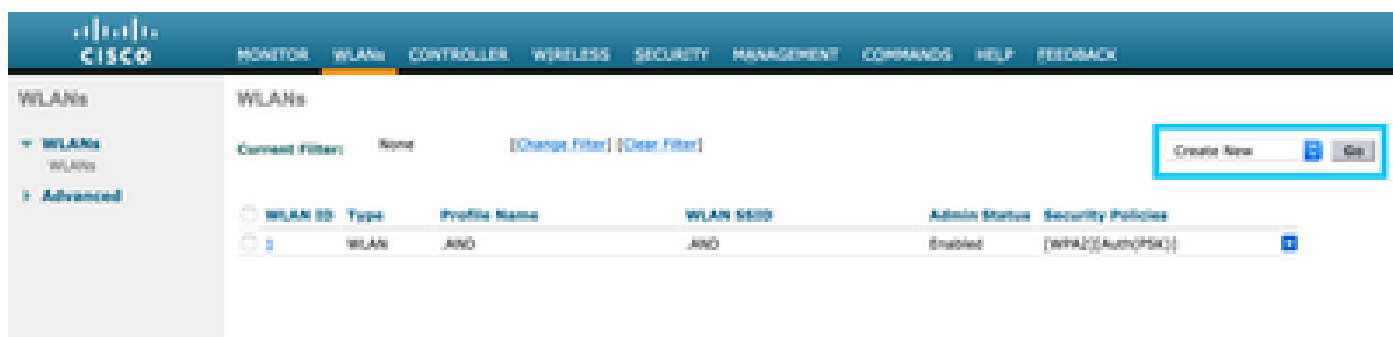 CISCO
MONITOR WLANs CONTROLLER WIRELESS SECURITY MANAGEMENT COMMANDS HELP FEEDBACK
WLANs
WLANs
WLANs
WLANs
Advanced
Current Filter: None [Change Filter] [Clear Filter]
Create New Go
WLAN ID Type Profile Name WLAN SSID Admin Status Security Policies
1 WLAN .AND .AND Enabled [WPA2][Auth(PSK)]